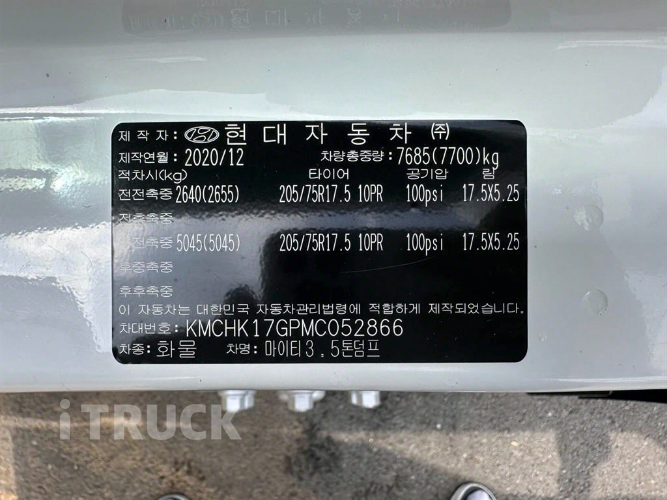 제 작 자: 현 대 자 동 차 ㈜
제작연월: 2020/12 차량총중량: 7685(7700)kg
적차시(kg) 타이어 공기압 림
전전축중 2640(2655) 205/75R17.5 10PR 100psi 17.5X5.25
전후축중
후전축중 5045(5045) 205/75R17.5 10PR 100psi 17.5X5.25
후중축중
후후축중
이 자동차는 대한민국 자동차관리법령에 적합하게 제작되었습니다.
차대번호: KMCHK17GPMC052866
차종: 화물 차명: 마이티3.5톤덤프
iTRUCK